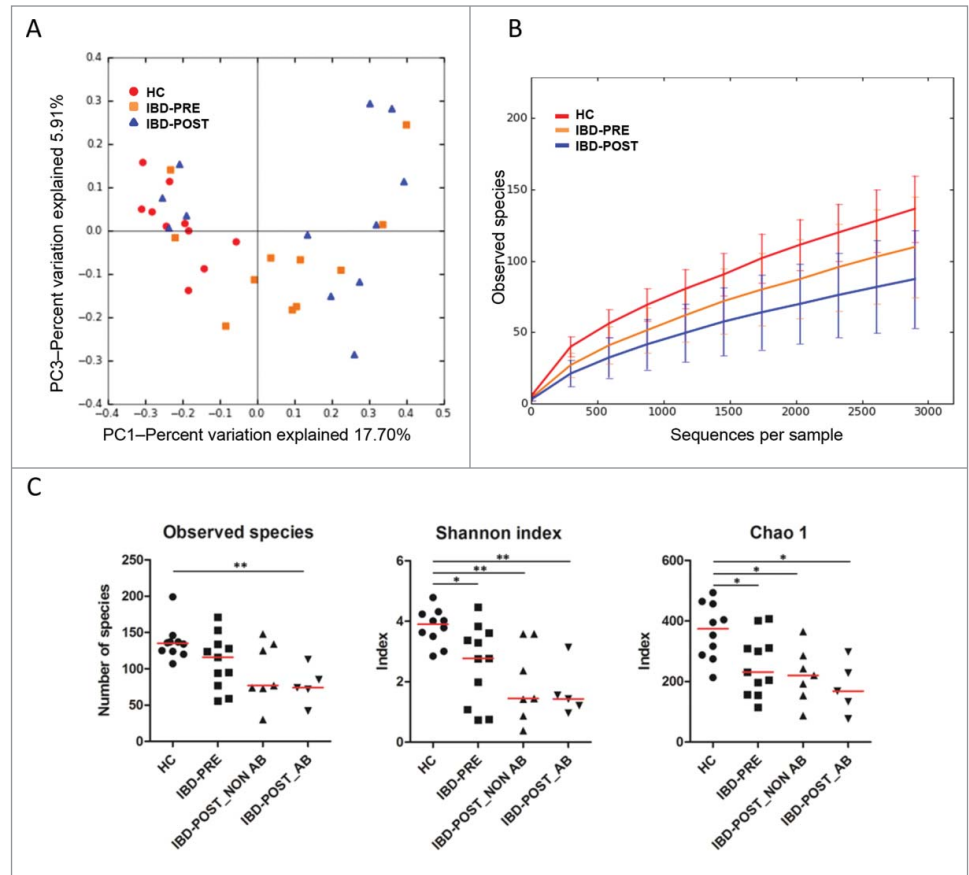 A
0.4
0.3
0.2
0.1
0.0
−0.1
−0.2
−0.3
−0.4
PC3–Percent variation explained 5.91%
HC
IBD-PRE
IBD-POST
−0.4
−0.3
−0.2
−0.1
0.0
0.1
0.2
0.3
0.4
0.5
PC1–Percent variation explained 17.70%
B
200
150
100
50
0
Observed species
HC
IBD-PRE
IBD-POST
0
500
1000
1500
2000
2500
3000
Sequences per sample
C
Observed species
250
200
150
100
50
0
Number of species
**
HC
IBD-PRE
IBD-POST_NON AB
IBD-POST_AB
Shannon index
6
4
2
0
Index
**
**
*
HC
IBD-PRE
IBD-POST_NON AB
IBD-POST_AB
Chao 1
600
400
200
0
Index
*
*
*
HC
IBD-PRE
IBD-POST_NON AB
IBD-POST_AB